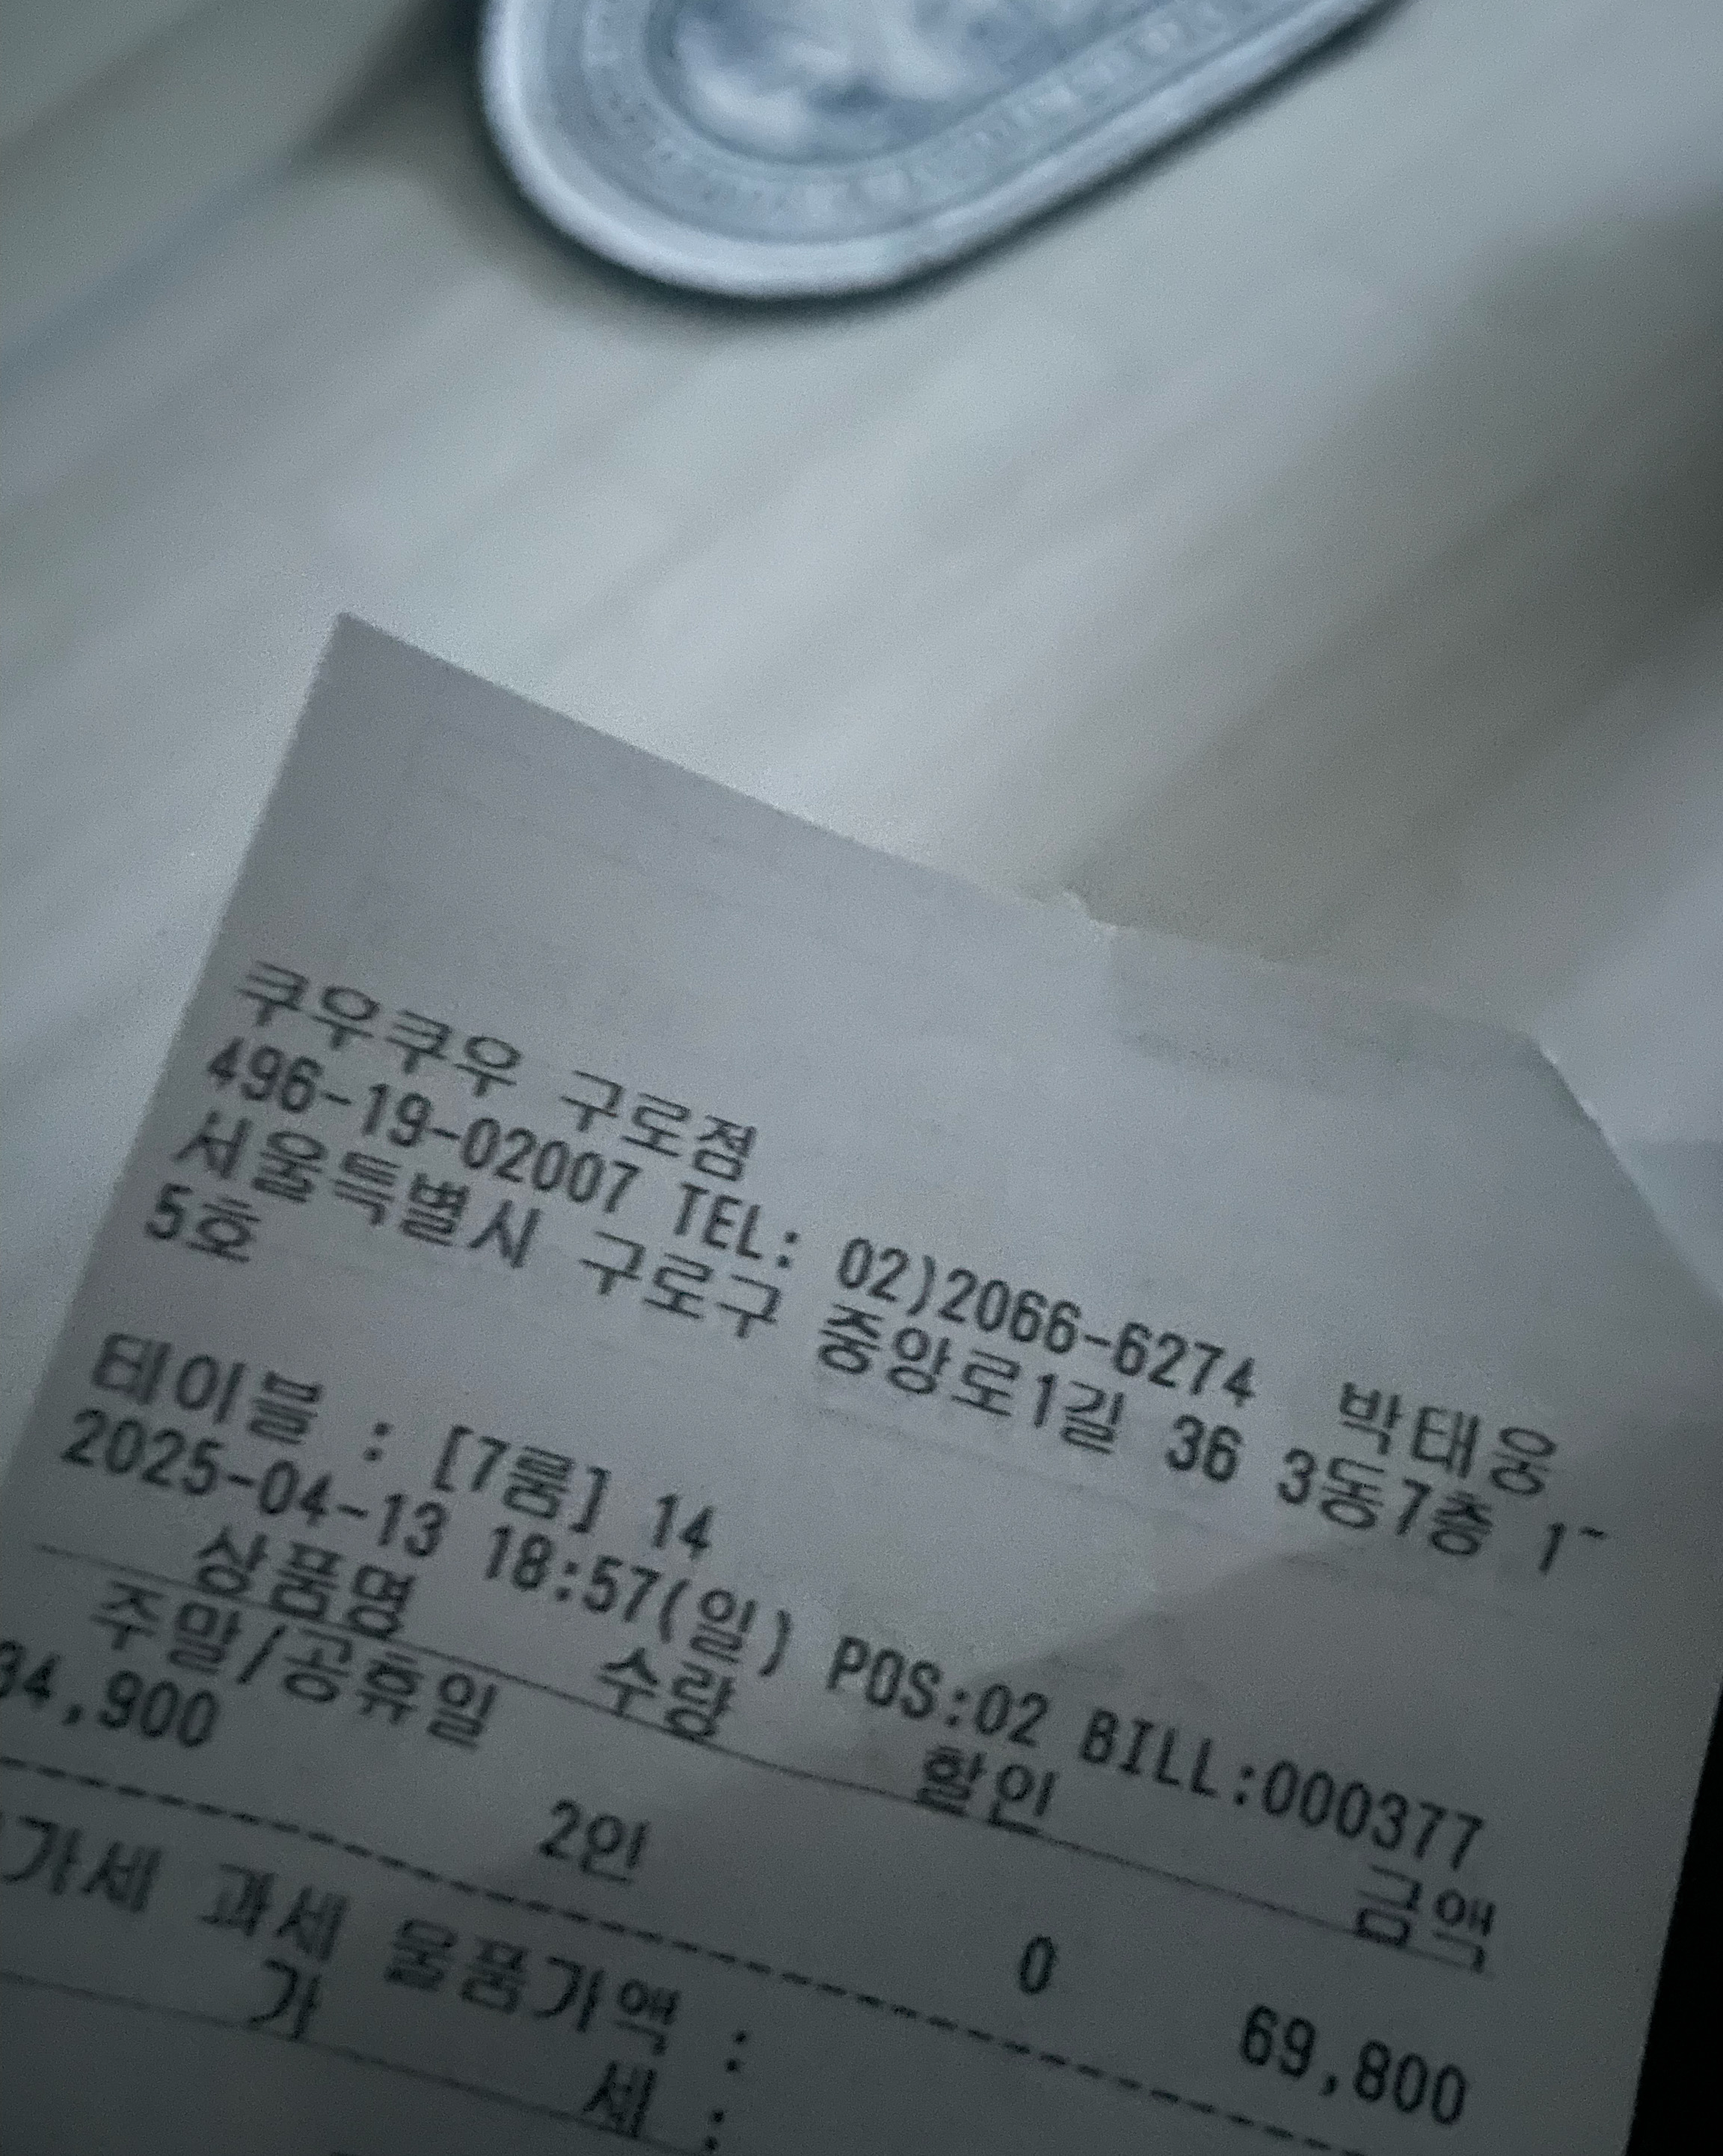 쿠우쿠우 구로점
496-19-02007 TEL: 02)2066-6274 박태웅
서울특별시 구로구 중앙로1길 36 3동7층 1~
5호
테이블 : [7룸] 14
2025-04-13 18:57(일) POS:02 BILL:000377
상품명 수량 할인 금액
주말/공휴일
34,900 2인 0 69,800
가세 과세 물품가액 :
가 세 :